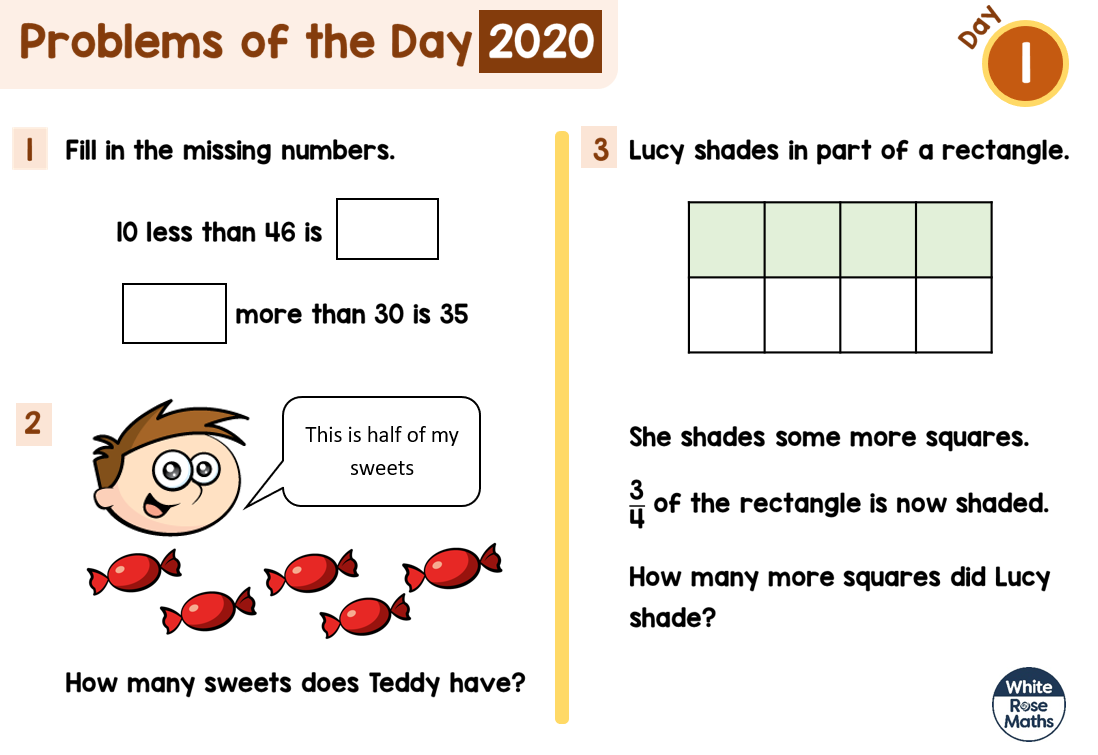 Problems of the Day 2020
Day
1
1 Fill in the missing numbers.
10 less than 46 is
more than 30 is 35
2
This is half of my
sweets
How many sweets does Teddy have?
3 Lucy shades in part of a rectangle.
She shades some more squares.
3/4 of the rectangle is now shaded.
How many more squares did Lucy
shade?
White
Rose
Maths